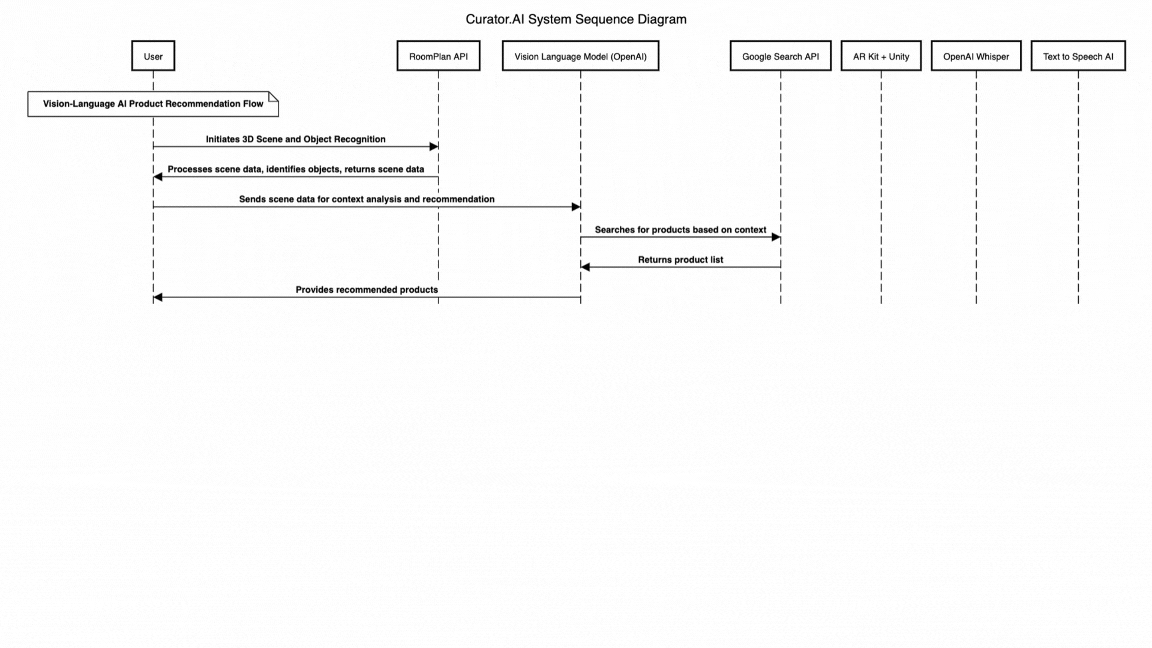 Curator.AI System Sequence Diagram
User
RoomPlan API
Vision Language Model (OpenAI)
Google Search API
AR Kit + Unity
OpenAI Whisper
Text to Speech AI
Vision-Language AI Product Recommendation Flow
Initiates 3D Scene and Object Recognition
Processes scene data, identifies objects, returns scene data
Sends scene data for context analysis and recommendation
Searches for products based on context
Returns product list
Provides recommended products